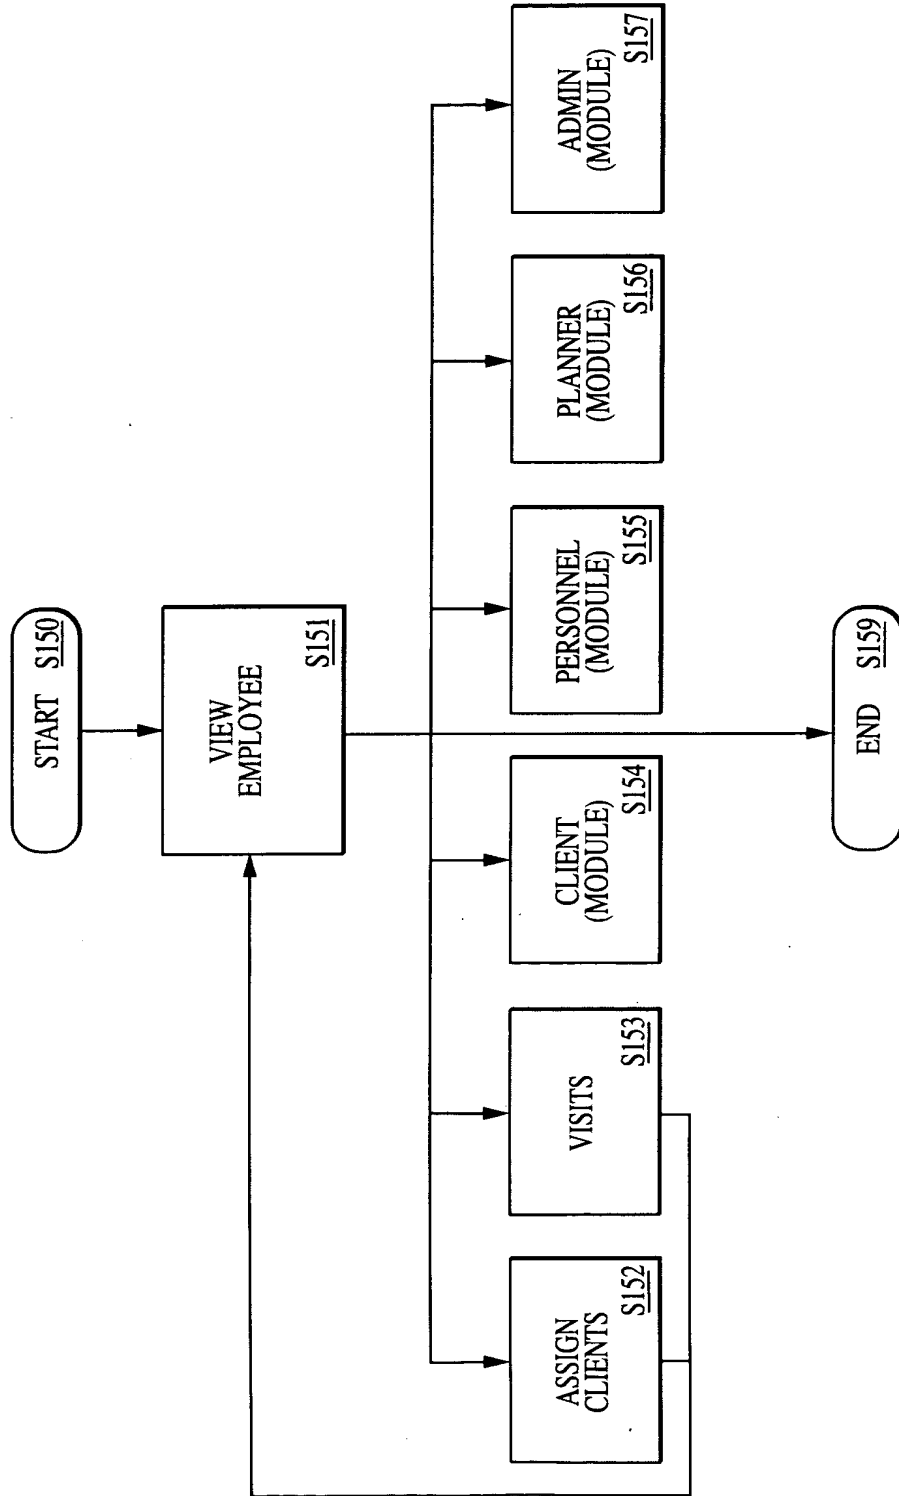 START S150
VIEW
EMPLOYEE
S151
ASSIGN
CLIENTS
S152
VISITS
S153
CLIENT
(MODULE)
S154
PERSONNEL
(MODULE)
S155
PLANNER
(MODULE)
S156
ADMIN
(MODULE)
S157
END S159